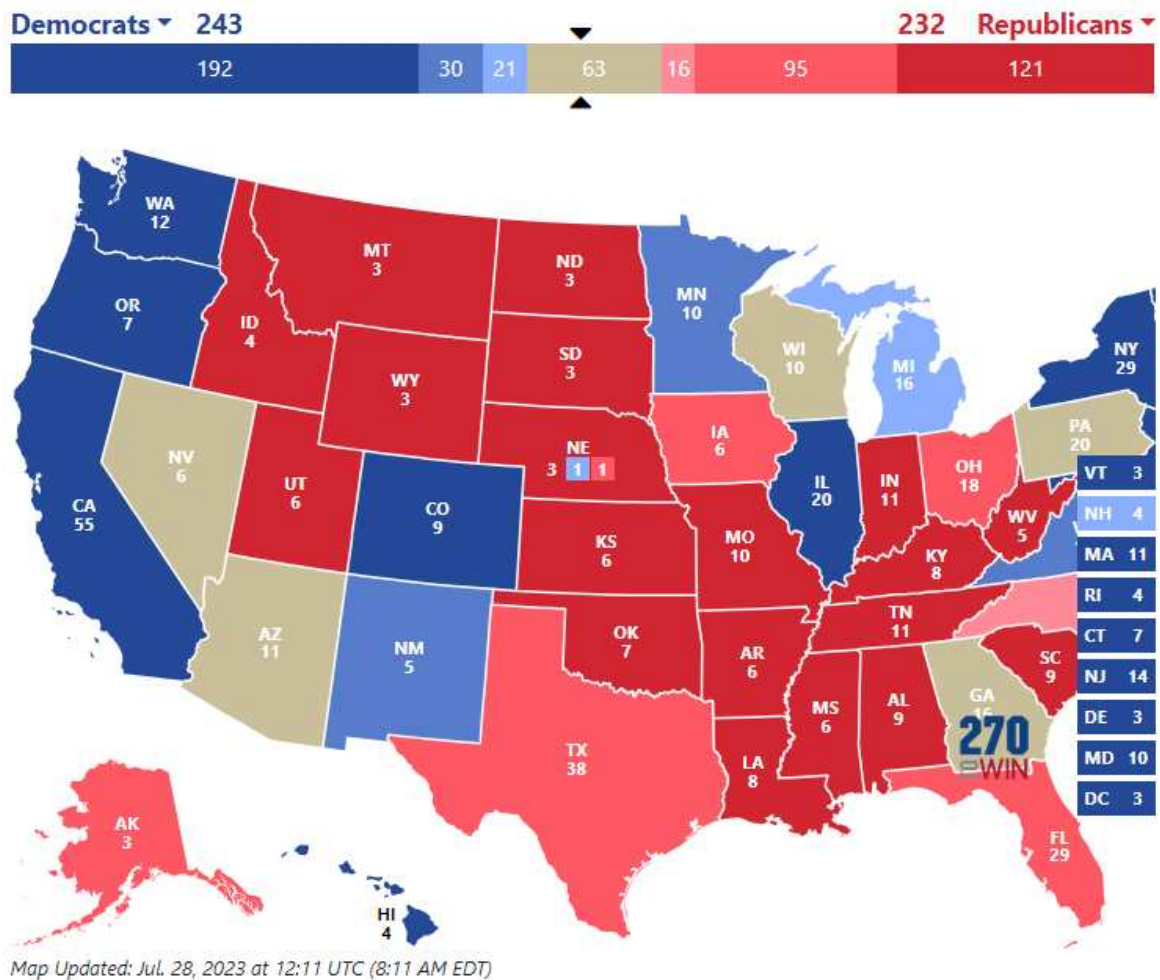 Democrats 243
232 Republicans
192 30 21 63 16 95 121
WA
12
MT
3
ND
3
OR
7
ID
4
MN
10
WI
10
MI
16
NY
29
SD
3
WY
3
IA
6
PA
20
NE
3 1 1
NV
6
UT
6
CO
9
IL
20
IN
11
OH
18
CA
55
KS
6
MO
10
WV
5
KY
8
AZ
11
NM
5
OK
7
AR
6
TN
11
SC
9
MS
6
AL
9
GA
16
270
TO WIN
TX
38
LA
8
FL
29
AK
3
HI
4
VT 3
NH 4
MA 11
RI 4
CT 7
NJ 14
DE 3
MD 10
DC 3
Map Updated: Jul. 28, 2023 at 12:11 UTC (8:11 AM EDT)